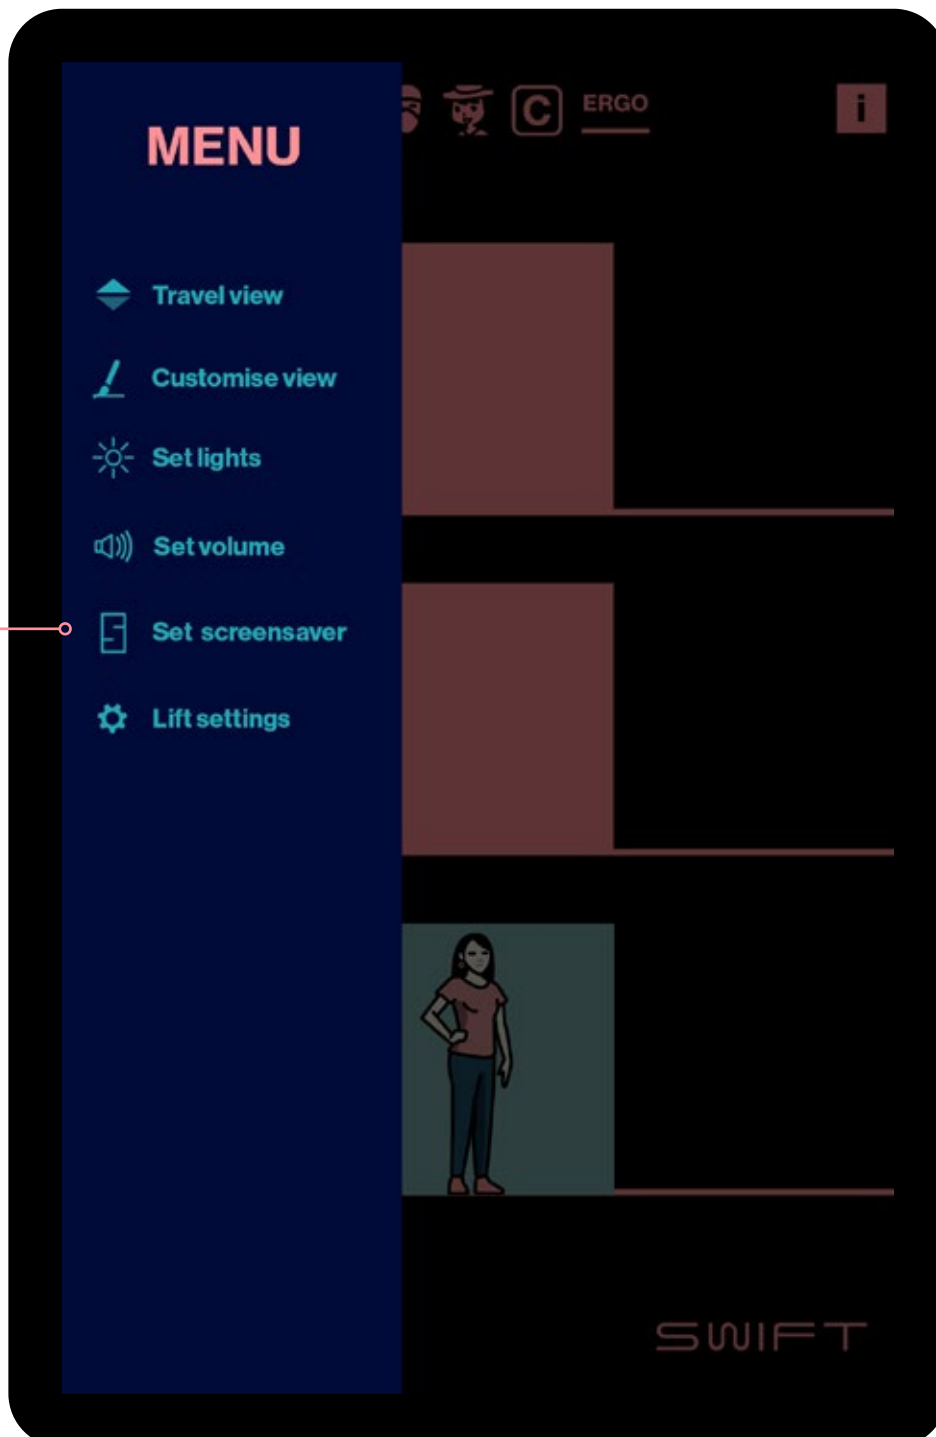 MENU
C
ERGO
i
Travel view
Customise view
Set lights
Set volume
Set screensaver
Lift settings
SWIFT